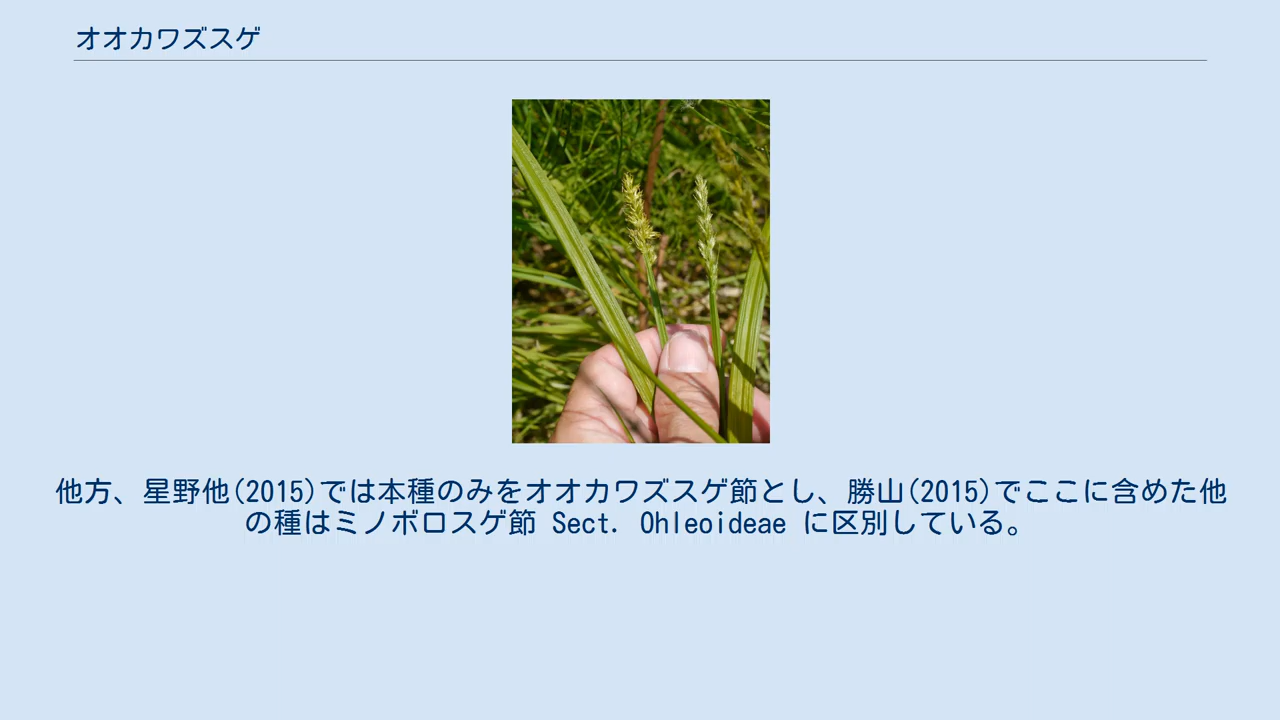 オオカワズスゲ
他方、星野他(2015)では本種のみをオオカワズスゲ節とし、勝山(2015)でここに含めた他
の種はミノボロスゲ節 Sect. Ohleoideae に区別している。